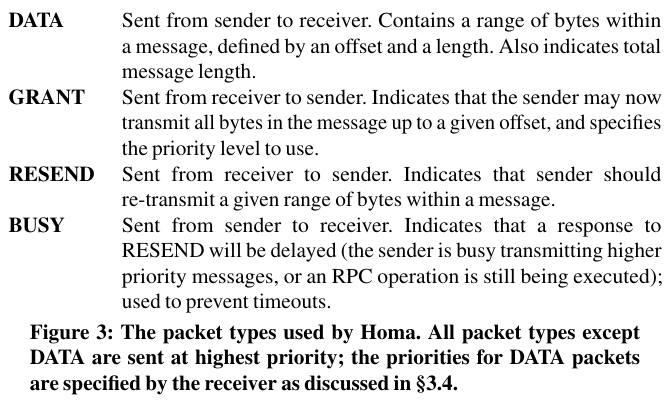 DATA Sent from sender to receiver. Contains a range of bytes within
a message, defined by an offset and a length. Also indicates total
message length.
GRANT Sent from receiver to sender. Indicates that the sender may now
transmit all bytes in the message up to a given offset, and specifies
the priority level to use.
RESEND Sent from receiver to sender. Indicates that sender should
re-transmit a given range of bytes within a message.
BUSY Sent from sender to receiver. Indicates that a response to
RESEND will be delayed (the sender is busy transmitting higher
priority messages, or an RPC operation is still being executed);
used to prevent timeouts.
Figure 3: The packet types used by Homa. All packet types except
DATA are sent at highest priority; the priorities for DATA packets
are specified by the receiver as discussed in §3.4.